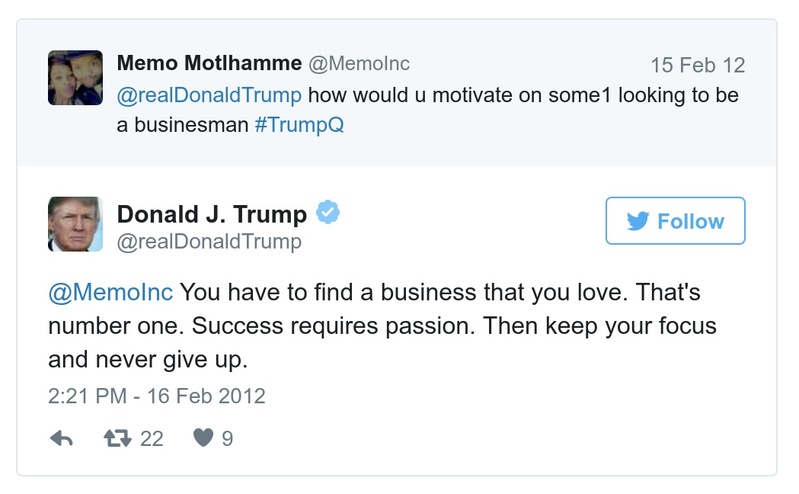 Memo Motlhamme @MemoInc 15 Feb 12
@realDonaldTrump how would u motivate on some1 looking to be
a businesman #TrumpQ
Donald J. Trump
@realDonaldTrump
Follow
@MemoInc You have to find a business that you love. That's
number one. Success requires passion. Then keep your focus
and never give up.
2:21 PM - 16 Feb 2012
22 9